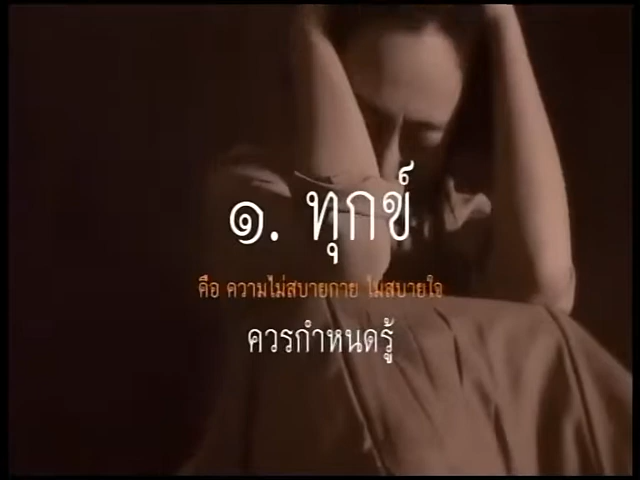 ๑. ทุกข์
คือ ความไม่สบายกาย ไม่สบายใจ
ควรกำหนดรู้